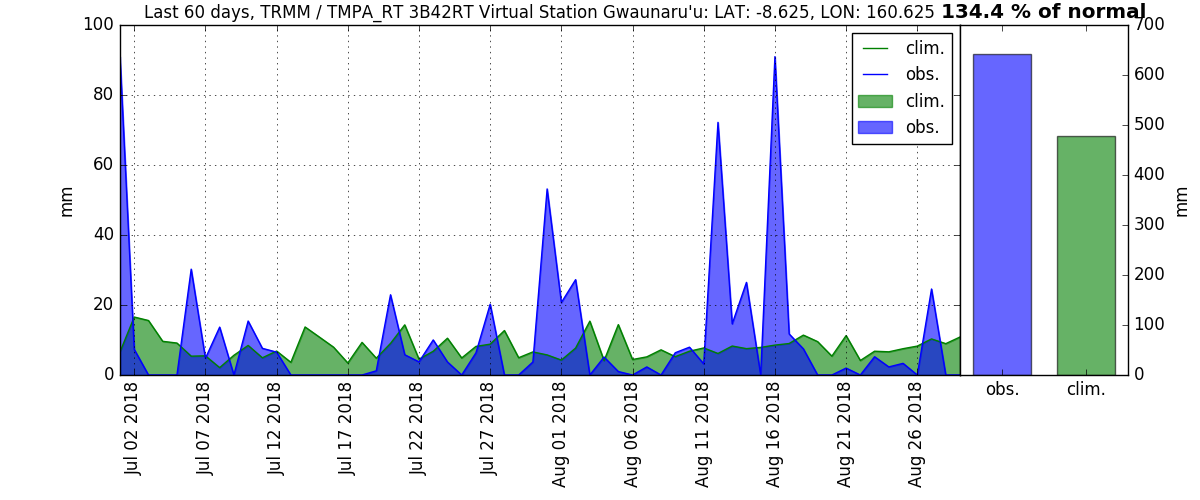 Last 60 days, TRMM / TMPA_RT 3B42RT Virtual Station Gwaunaru'u: LAT: -8.625, LON: 160.625 134.4 % of normal
100
80
60
40
20
0
mm
clim.
obs.
clim.
obs.
Jul 02 2018
Jul 07 2018
Jul 12 2018
Jul 17 2018
Jul 22 2018
Jul 27 2018
Aug 01 2018
Aug 06 2018
Aug 11 2018
Aug 16 2018
Aug 21 2018
Aug 26 2018
700
600
500
400
300
200
100
0
mm
obs.
clim.